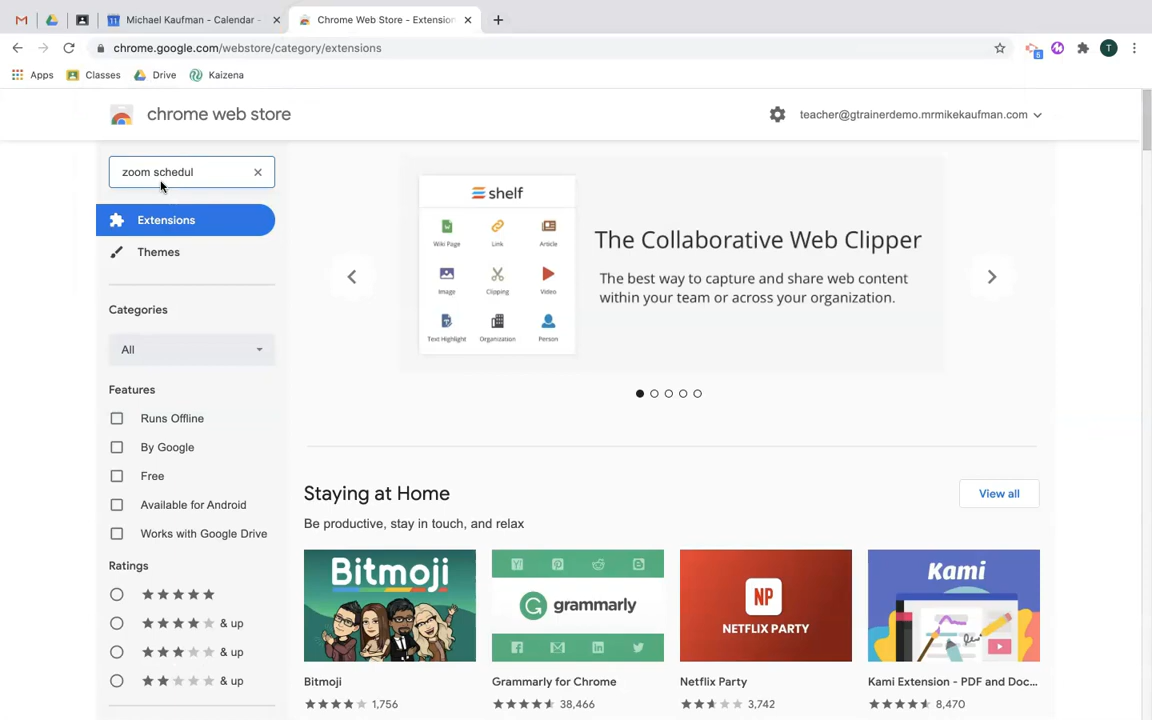 Michael Kaufman - Calendar -
Chrome Web Store - Extension
chrome.google.com/webstore/category/extensions
5
T
Apps
Classes
Drive
Kaizena
chrome web store
teacher@gtrainerdemo.mrmikekaufman.com
zoom schedul
Extensions
Themes
Categories
All
Features
Runs Offline
By Google
Free
Available for Android
Works with Google Drive
Ratings
& up
& up
& up
shelf
Wiki Page
Link
Article
Image
Clipping
Video
Text Highlight
Organization
Person
The Collaborative Web Clipper
The best way to capture and share web content
within your team or across your organization.
Staying at Home
View all
Be productive, stay in touch, and relax
Bitmoji
grammarly
NP
NETFLIX PARTY
Kami
Bitmoji
Grammarly for Chrome
Netflix Party
Kami Extension - PDF and Doc...
1,756
38,466
3,742
8,470